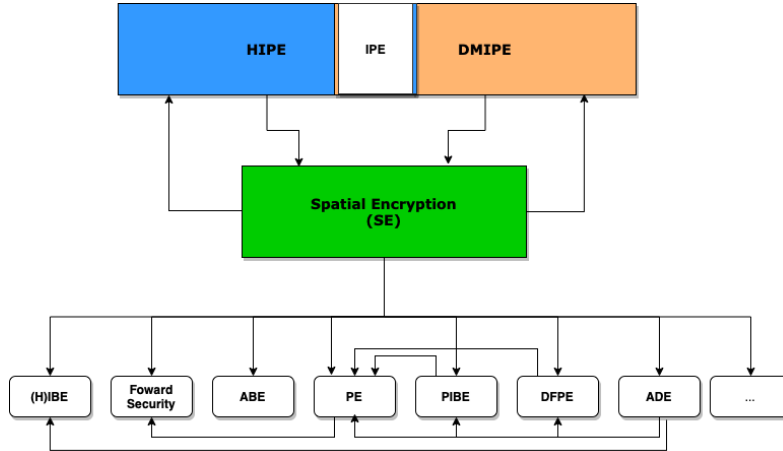 HIPE
IPE
DMIPE
Spatial Encryption
(SE)
(H)IBE
Foward
Security
ABE
PE
PIBE
DFPE
ADE
...